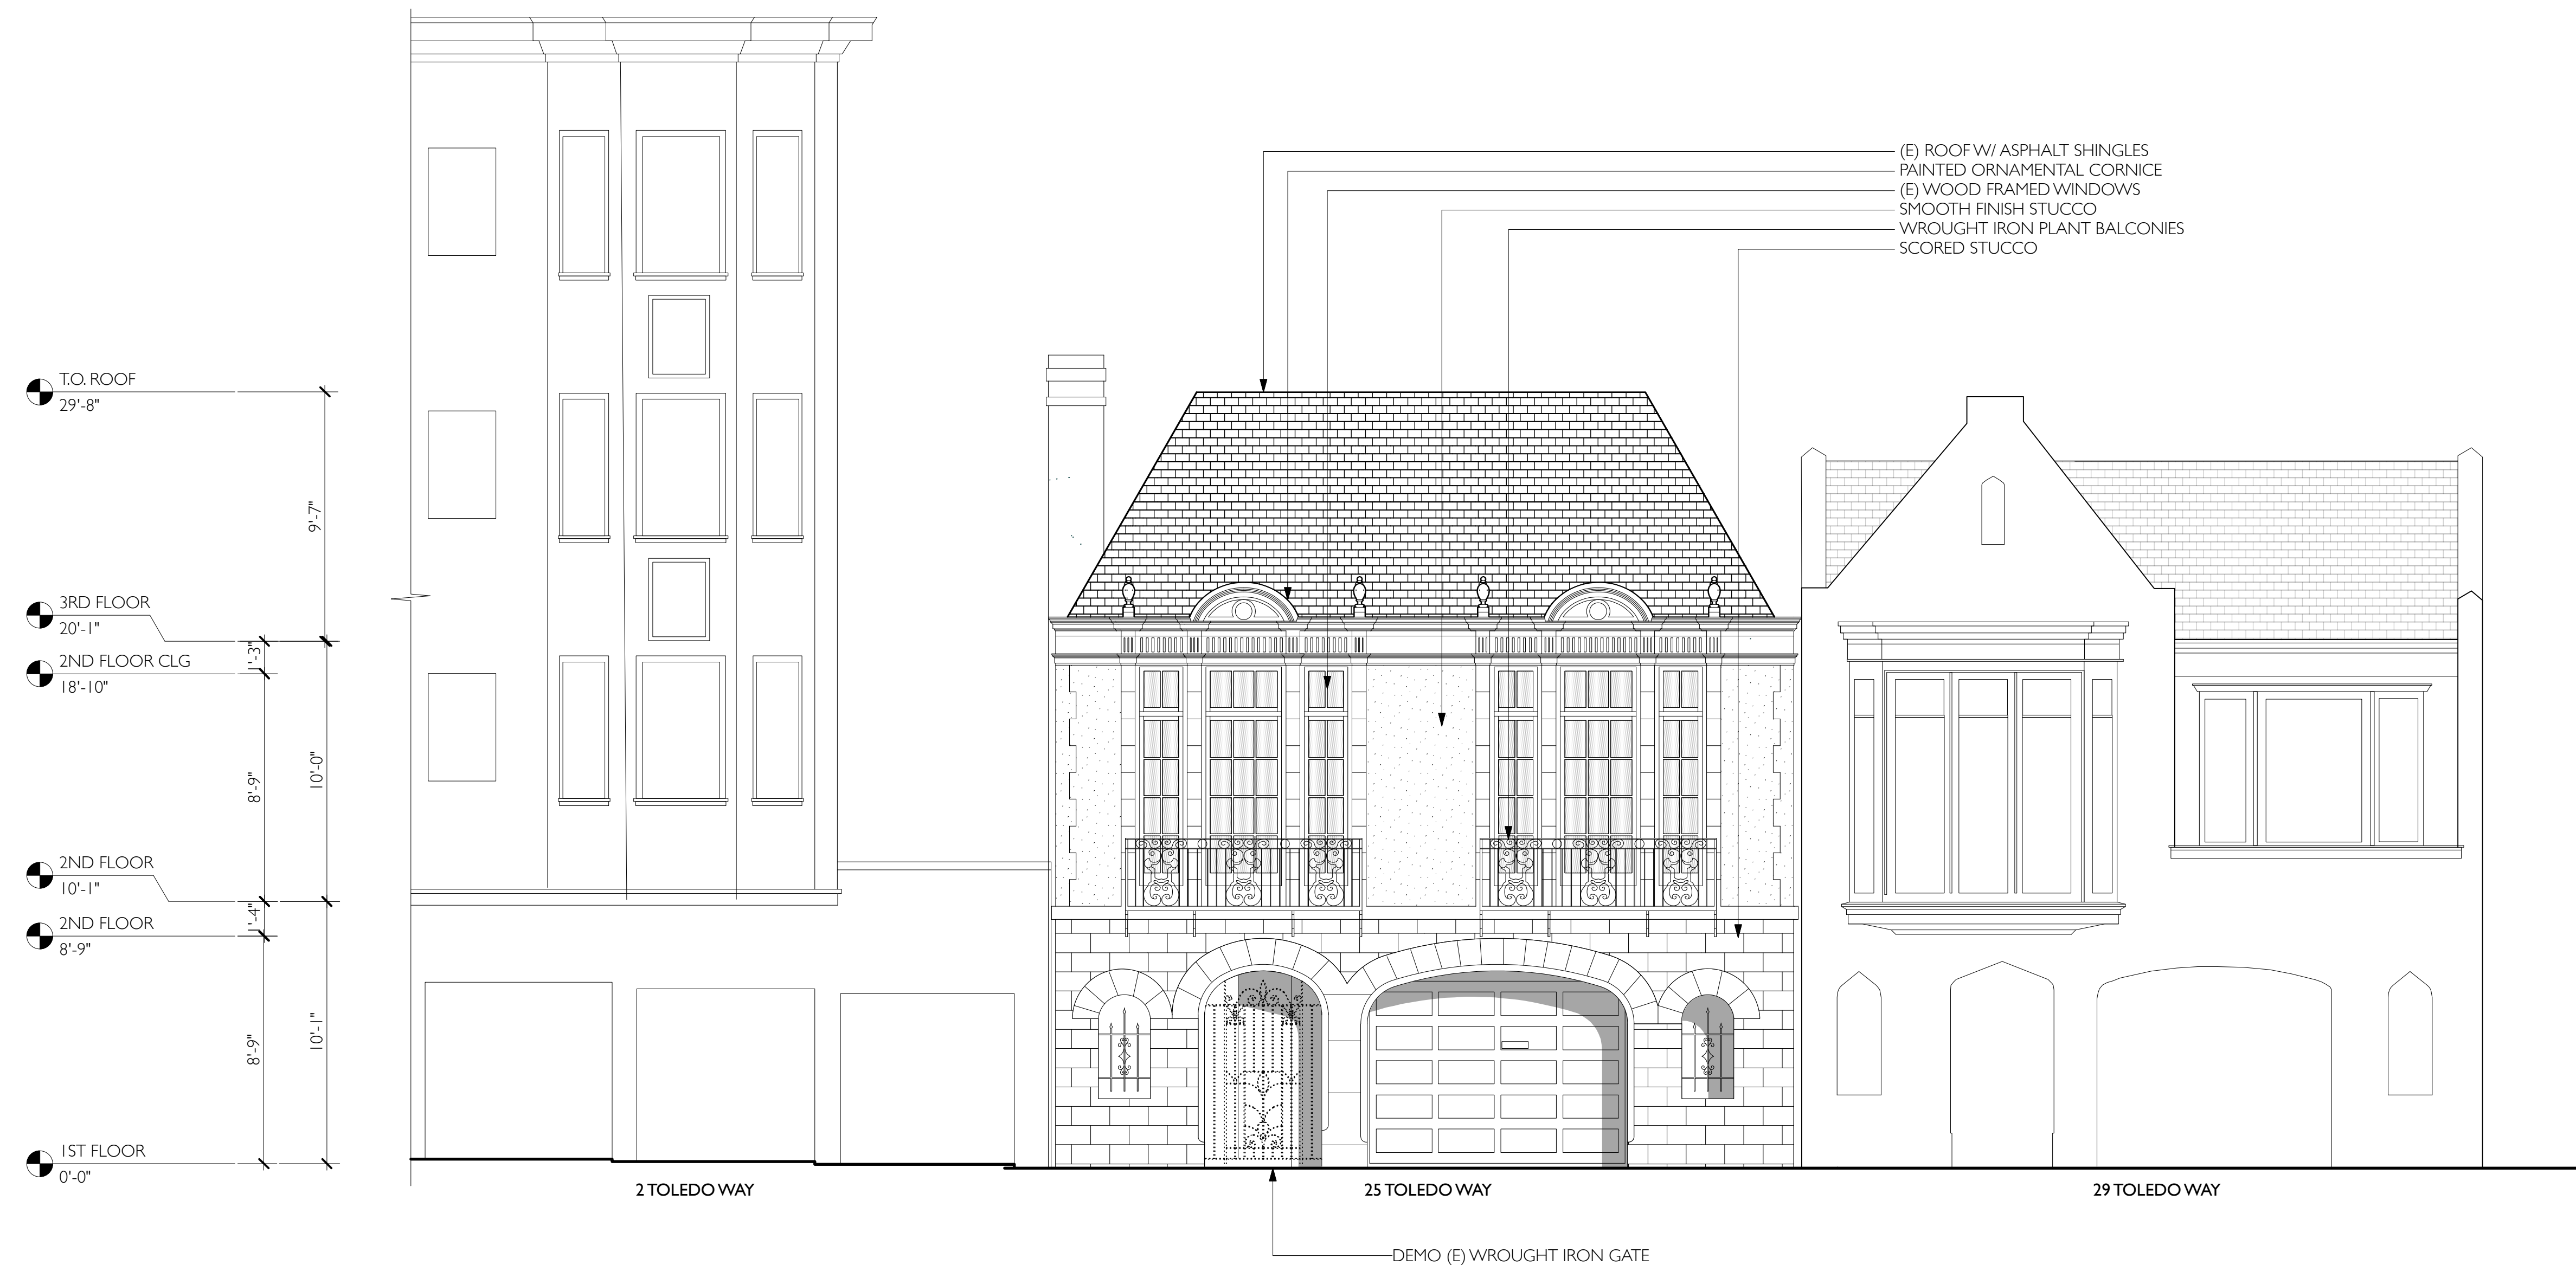 (E) ROOF W/ ASPHALT SHINGLES
PAINTED ORNAMENTAL CORNICE
(E) WOOD FRAMED WINDOWS
SMOOTH FINISH STUCCO
WROUGHT IRON PLANT BALCONIES
SCORED STUCCO
T.O. ROOF
29'-8"
9'-7"
3RD FLOOR
20'-1"
1'-3"
2ND FLOOR CLG
18'-10"
8'-9"
10'-0"
2ND FLOOR
10'-1"
1'-4"
2ND FLOOR
8'-9"
8'-9"
10'-1"
1ST FLOOR
0'-0"
2 TOLEDO WAY
25 TOLEDO WAY
29 TOLEDO WAY
DEMO (E) WROUGHT IRON GATE